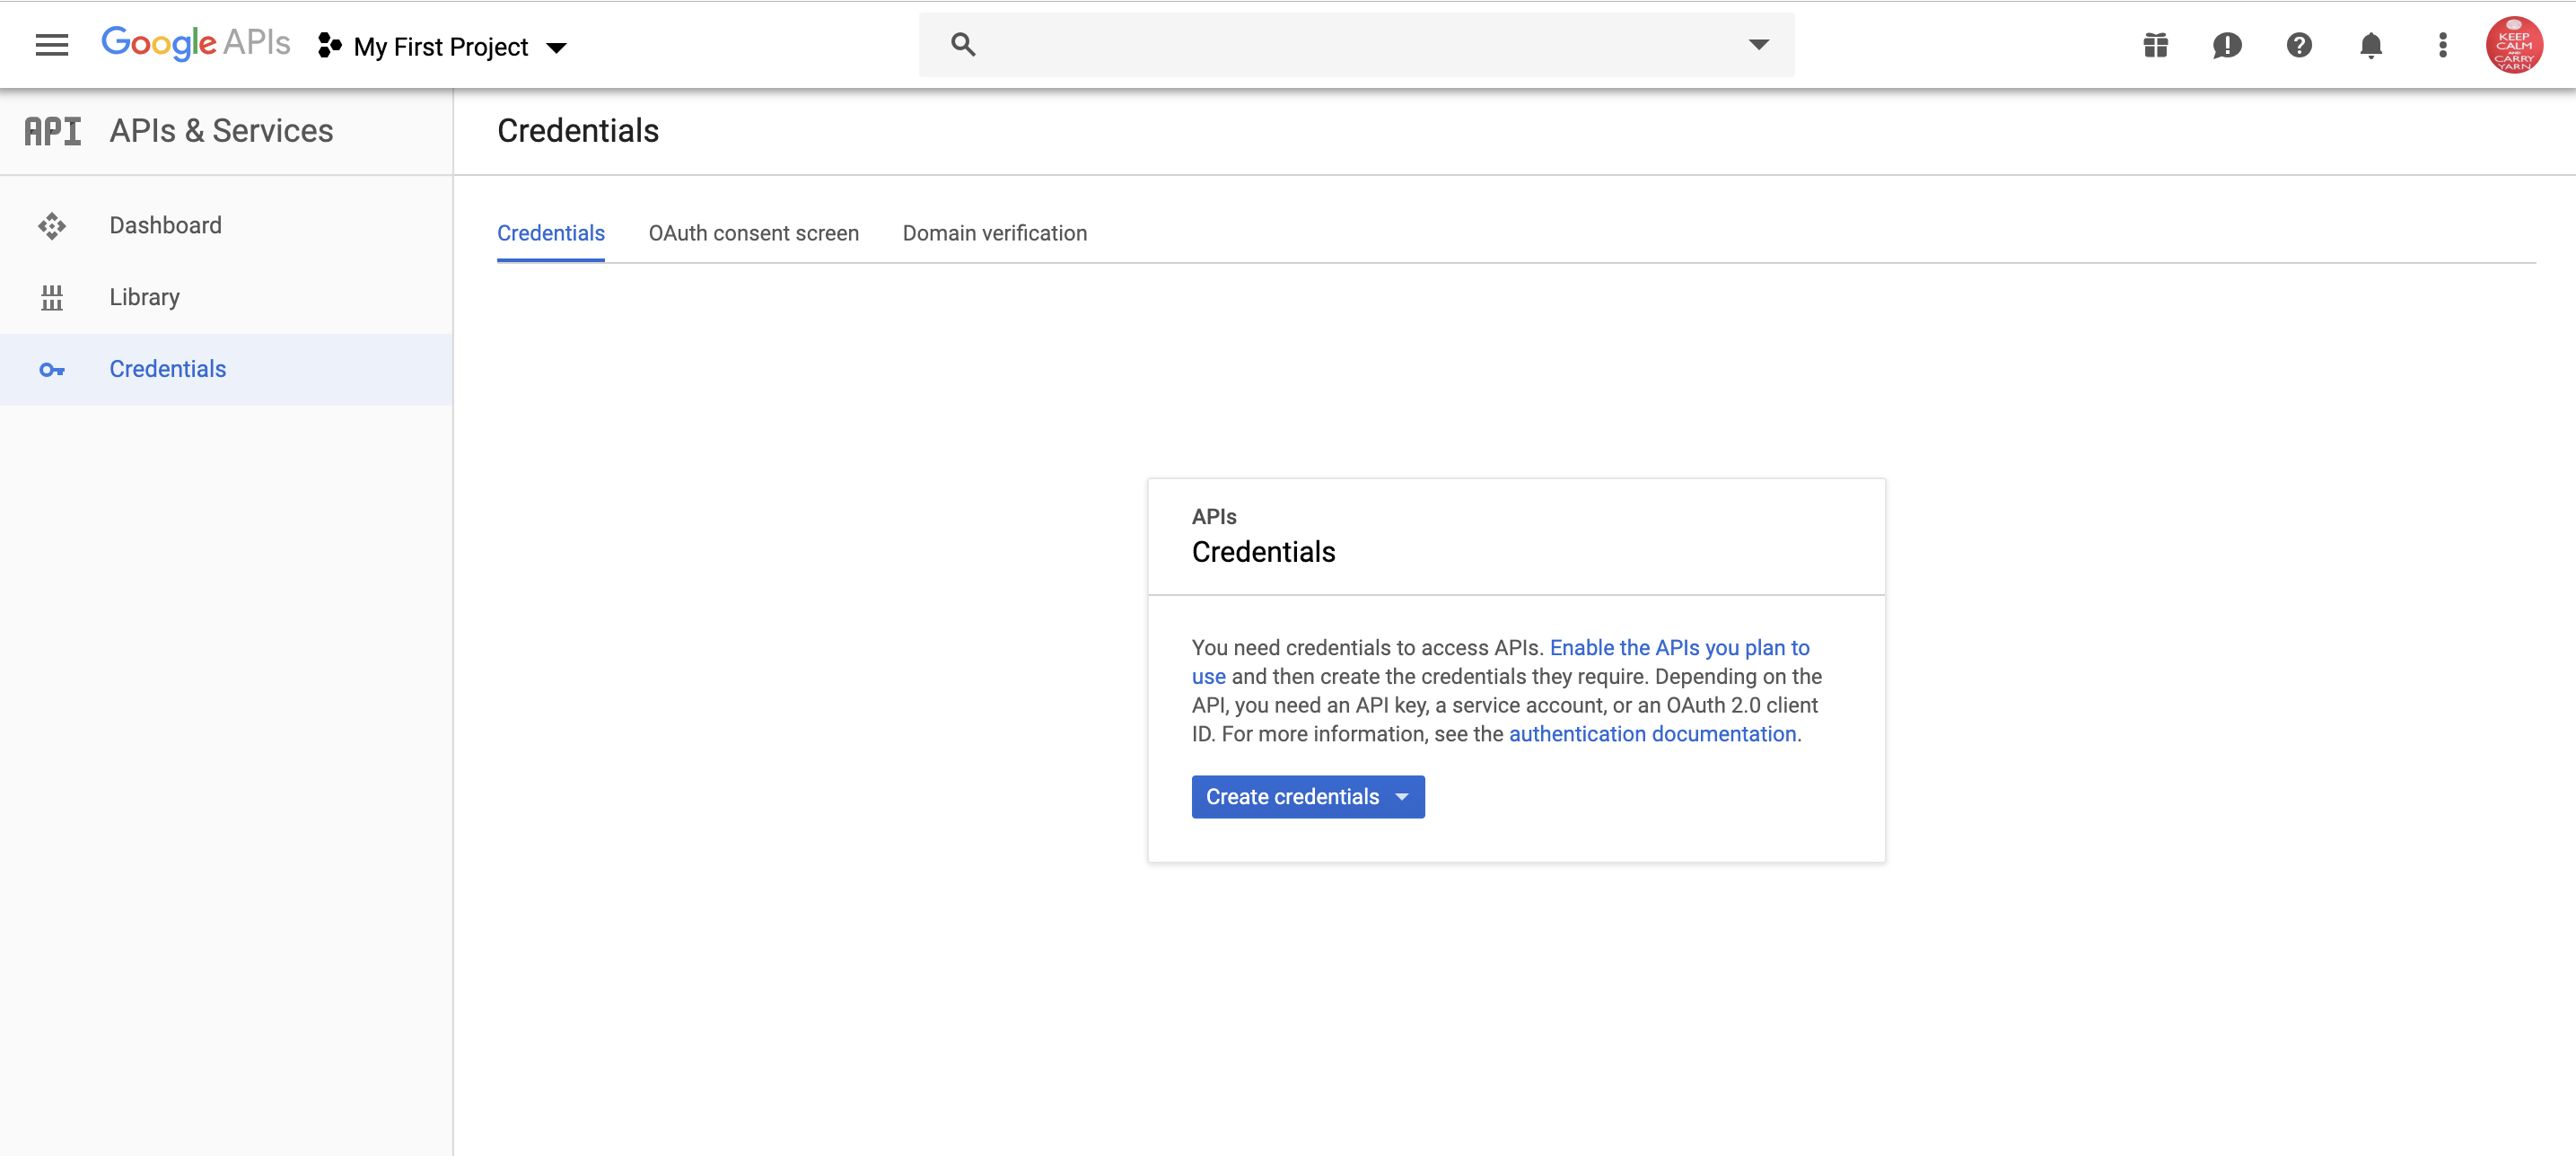 Google APIs My First Project
KEEP
CALM
AND
CARRY
YARN
API APIs & Services
Credentials
Dashboard
Library
Credentials
Credentials OAuth consent screen Domain verification
APIs
Credentials
You need credentials to access APIs. Enable the APIs you plan to
use and then create the credentials they require. Depending on the
API, you need an API key, a service account, or an OAuth 2.0 client
ID. For more information, see the authentication documentation.
Create credentials